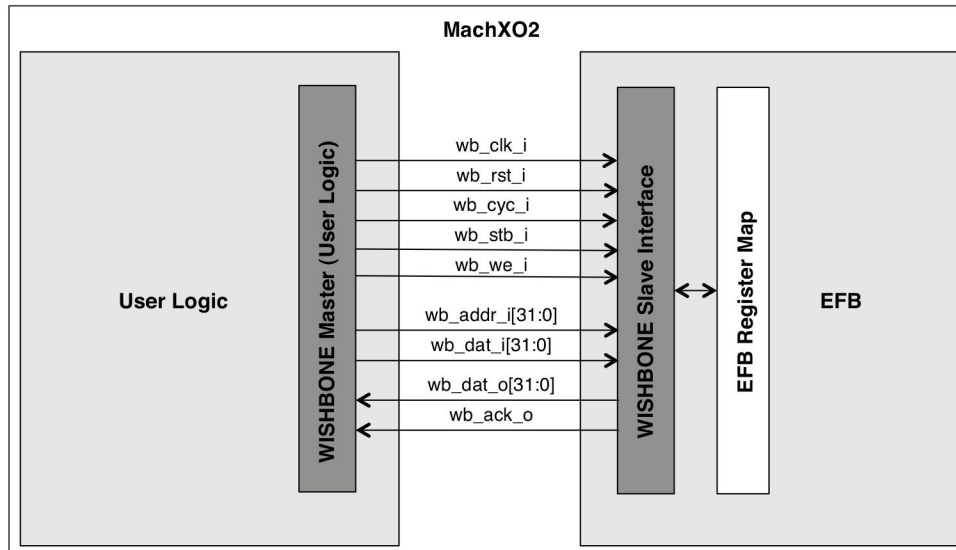 MachXO2
User Logic
WISHBONE Master (User Logic)
wb_clk_i
wb_rst_i
wb_cyc_i
wb_stb_i
wb_we_i
wb_addr_i[31:0]
wb_dat_i[31:0]
wb_dat_o[31:0]
wb_ack_o
WISHBONE Slave Interface
EFB Register Map
EFB